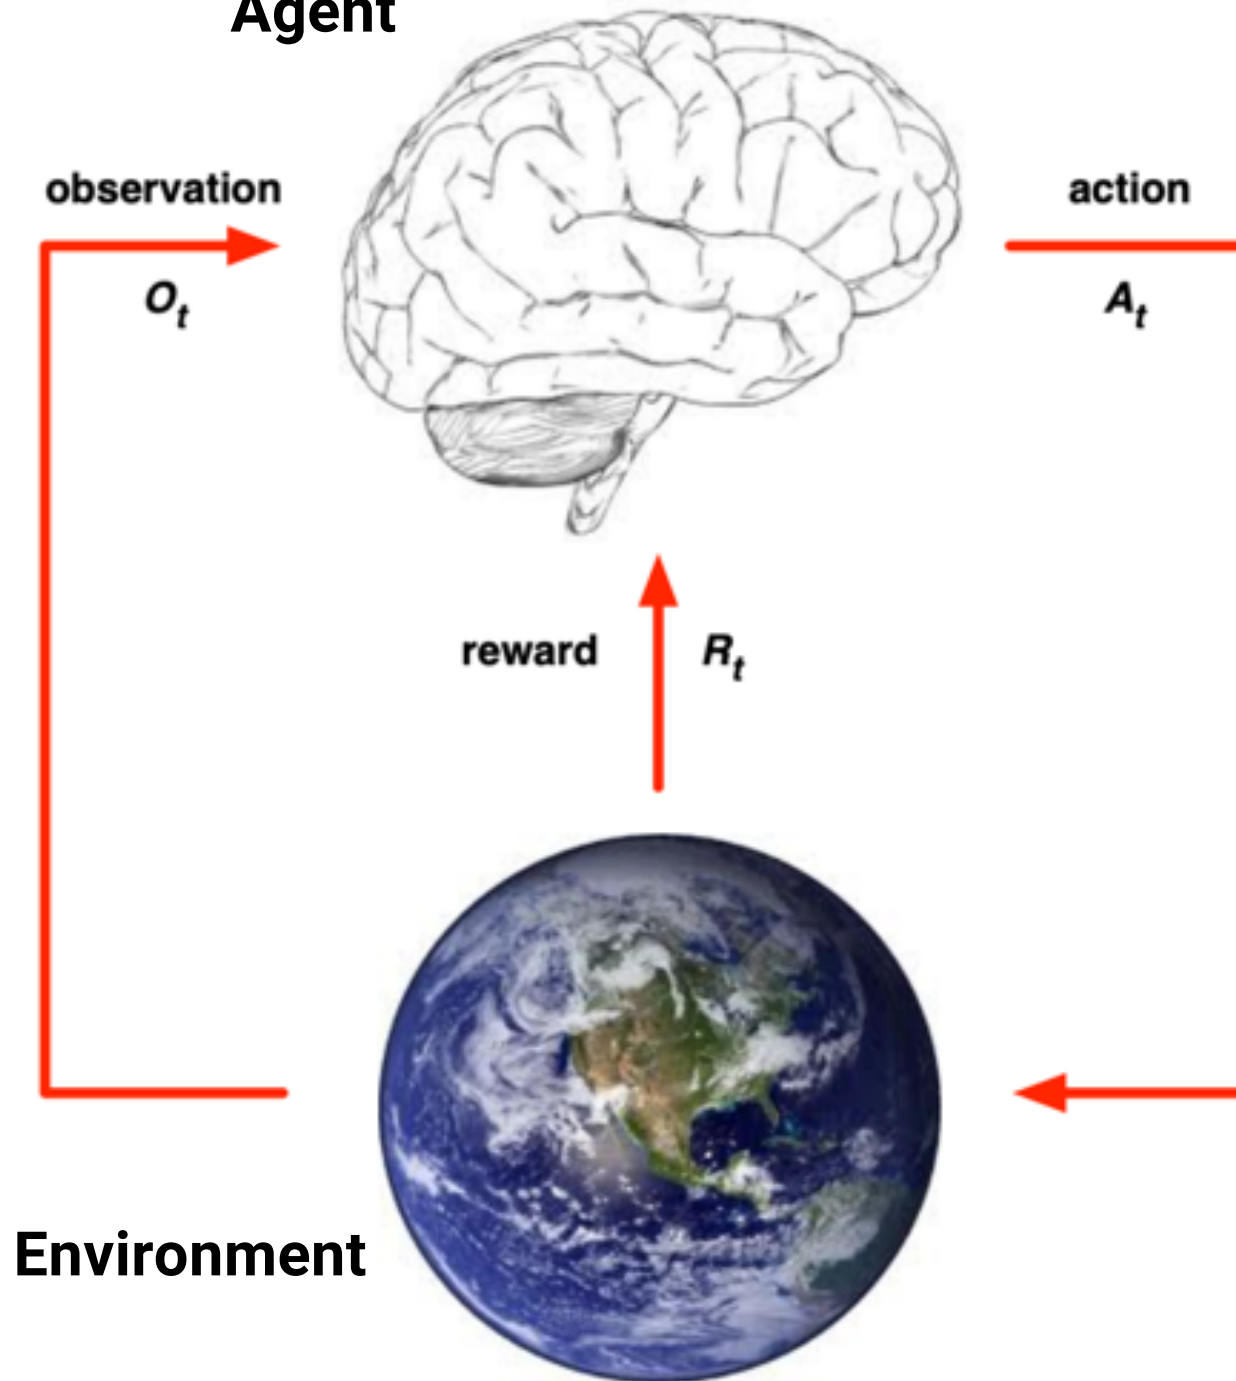 Agent
observation
action
O_t
A_t
reward
R_t
Environment